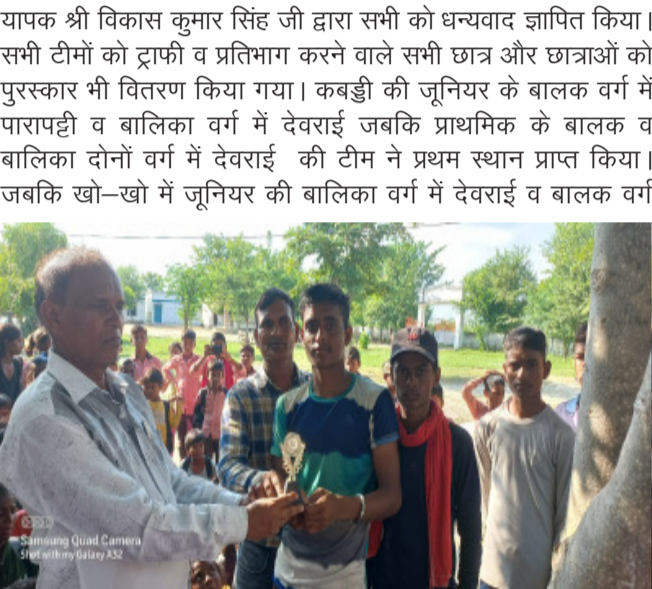 यापक श्री विकास कुमार सिंह जी द्वारा सभी को धन्यवाद ज्ञापित किया।
सभी टीमों को ट्राफी व प्रतिभाग करने वाले सभी छात्र और छात्राओं को
पुरस्कार भी वितरण किया गया। कबड्डी की जूनियर के बालक वर्ग में
पारापट्टी व बालिका वर्ग में देवराई जबकि प्राथमिक के बालक व
बालिका दोनों वर्ग में देवराई की टीम ने प्रथम स्थान प्राप्त किया।
जबकि खो–खो में जूनियर की बालिका वर्ग में देवराई व बालक वर्ग
Samsung Quad Camera
Shot with my Galaxy A32